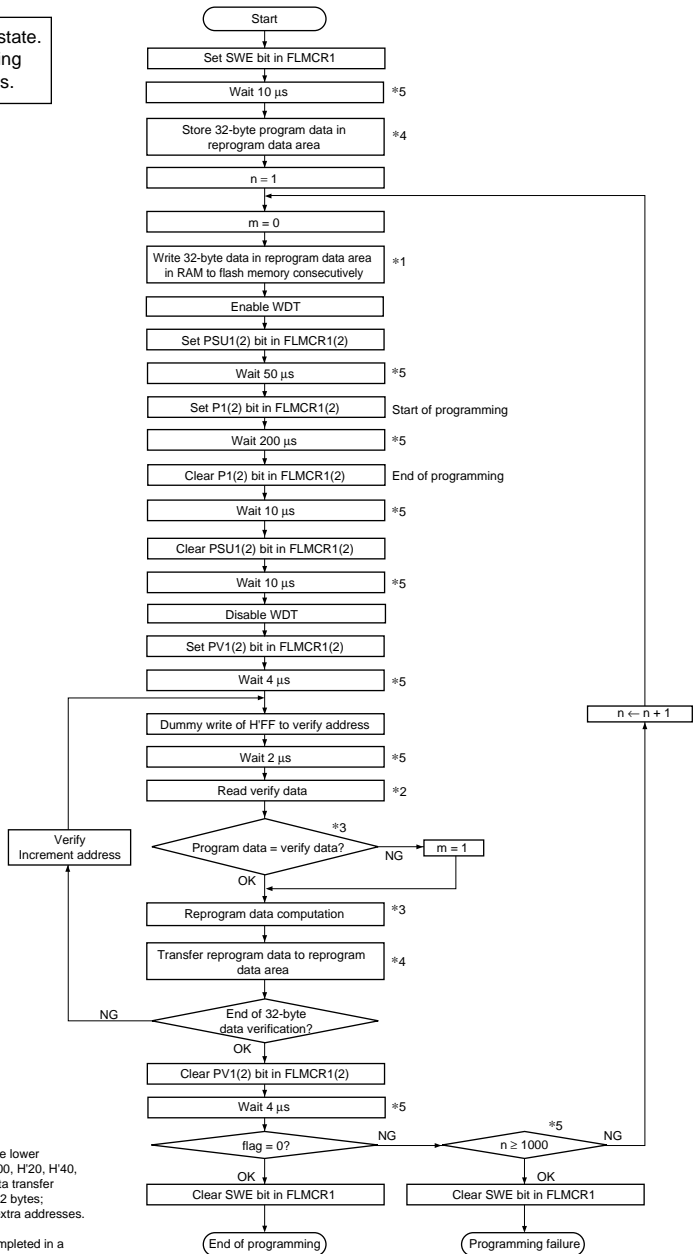 state.
ing
s.
Start
Set SWE bit in FLMCR1
Wait 10 µs
*5
Store 32-byte program data in
reprogram data area
*4
n = 1
m = 0
Write 32-byte data in reprogram data area
in RAM to flash memory consecutively
*1
Enable WDT
Set PSU1(2) bit in FLMCR1(2)
Wait 50 µs
*5
Set P1(2) bit in FLMCR1(2)
Start of programming
Wait 200 µs
*5
Clear P1(2) bit in FLMCR1(2)
End of programming
Wait 10 µs
*5
Clear PSU1(2) bit in FLMCR1(2)
Wait 10 µs
*5
Disable WDT
Set PV1(2) bit in FLMCR1(2)
Wait 4 µs
*5
n ← n + 1
Dummy write of H'FF to verify address
Wait 2 µs
*5
Read verify data
*2
*3
Program data = verify data?
NG
m = 1
Verify
Increment address
OK
Reprogram data computation
*3
Transfer reprogram data to reprogram
data area
*4
End of 32-byte
data verification?
NG
OK
Clear PV1(2) bit in FLMCR1(2)
Wait 4 µs
*5
flag = 0?
NG
*5
n ≥ 1000
NG
OK
OK
Clear SWE bit in FLMCR1
Clear SWE bit in FLMCR1
End of programming
Programming failure
e lower
00, H'20, H'40,
ta transfer
2 bytes;
extra addresses.
mpleted in a